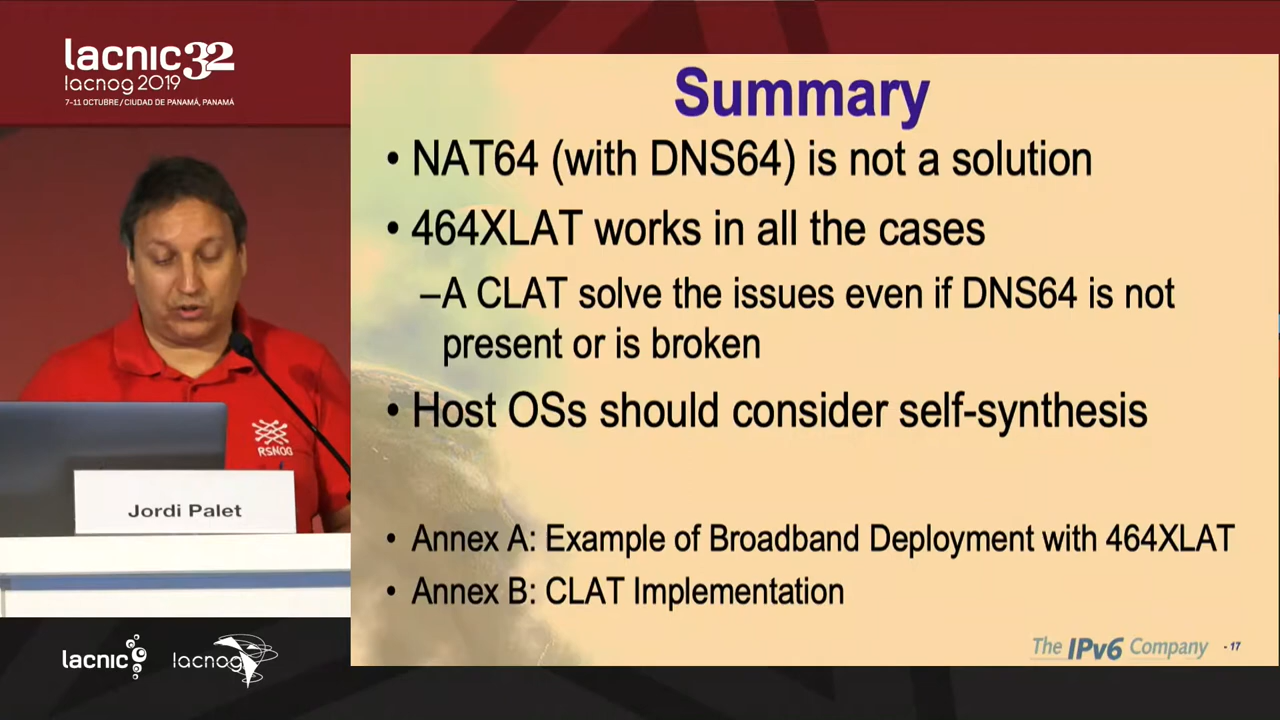 lacnic32
lacnog 2019
7-11 OCTUBRE / CIUDAD DE PANAMÁ, PANAMÁ
Summary
• NAT64 (with DNS64) is not a solution
• 464XLAT works in all the cases
–A CLAT solve the issues even if DNS64 is not
present or is broken
• Host OSs should consider self-synthesis
• Annex A: Example of Broadband Deployment with 464XLAT
• Annex B: CLAT Implementation
The IPv6 Company - 17
RSNOG
Jordi Palet
lacnic
lacnog